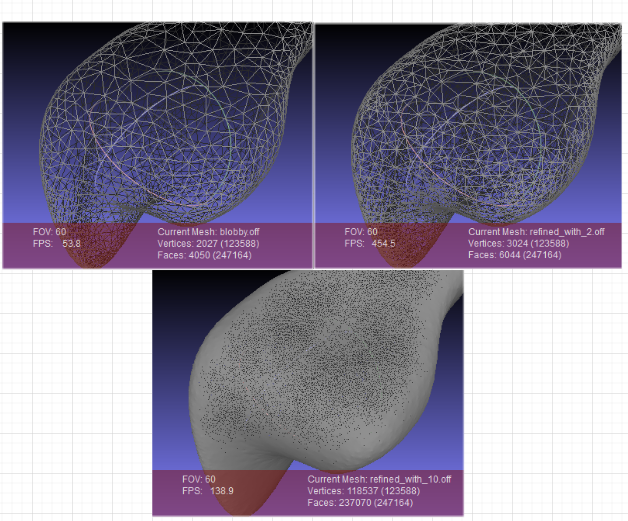 FOV: 60
FPS: 53.8
Current Mesh: blobby.off
Vertices: 2027 (123588)
Faces: 4050 (247164)
FOV: 60
FPS: 454.5
Current Mesh: refined_with_2.off
Vertices: 3024 (123588)
Faces: 6044 (247164)
FOV: 60
FPS: 138.9
Current Mesh: refined_with_10.off
Vertices: 118537 (123588)
Faces: 237070 (247164)